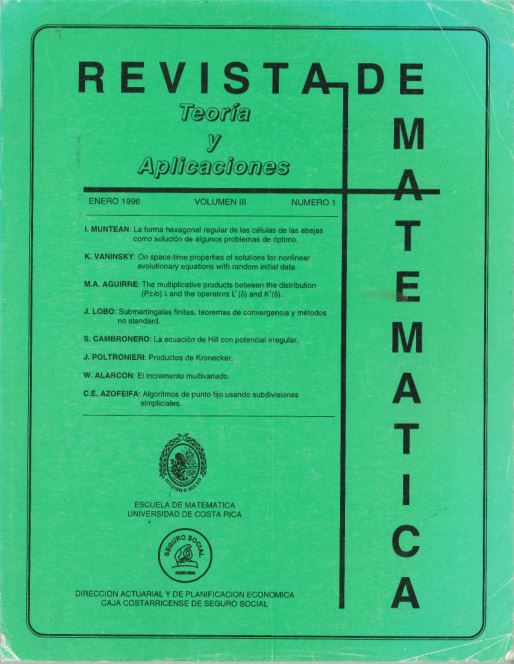 REVISTA DE
MATEMATICA
Teoría
y
Aplicaciones
ENERO 1996 VOLUMEN III NUMERO 1
I. MUNTEAN: La forma hexagonal regular de las células de las abejas
como solución de algunos problemas de óptimo.
K. VANINSKY: On space-time properties of solutions for nonlinear
evolutionary equations with random initial data.
M.A. AGUIRRE: The multiplicative products between the distribution
(P±io) λ and the operators L (δ) and K (δ).
J. LOBO: Submartingalas finitas, teoremas de convergencia y métodos
no standard.
S. CAMBRONERO: La ecuación de Hill con potencial irregular.
J. POLTRONIERI: Productos de Kronecker.
W. ALARCON: El incremento multivariado.
C.E. AZOFEIFA: Algoritmos de punto fijo usando subdivisiones
simpliciales.
ESCUELA DE MATEMATICA
UNIVERSIDAD DE COSTA RICA
SEGURO SOCIAL
COSTA RICA
DIRECCION ACTUARIAL Y DE PLANIFICACION ECONOMICA
CAJA COSTARRICENSE DE SEGURO SOCIAL